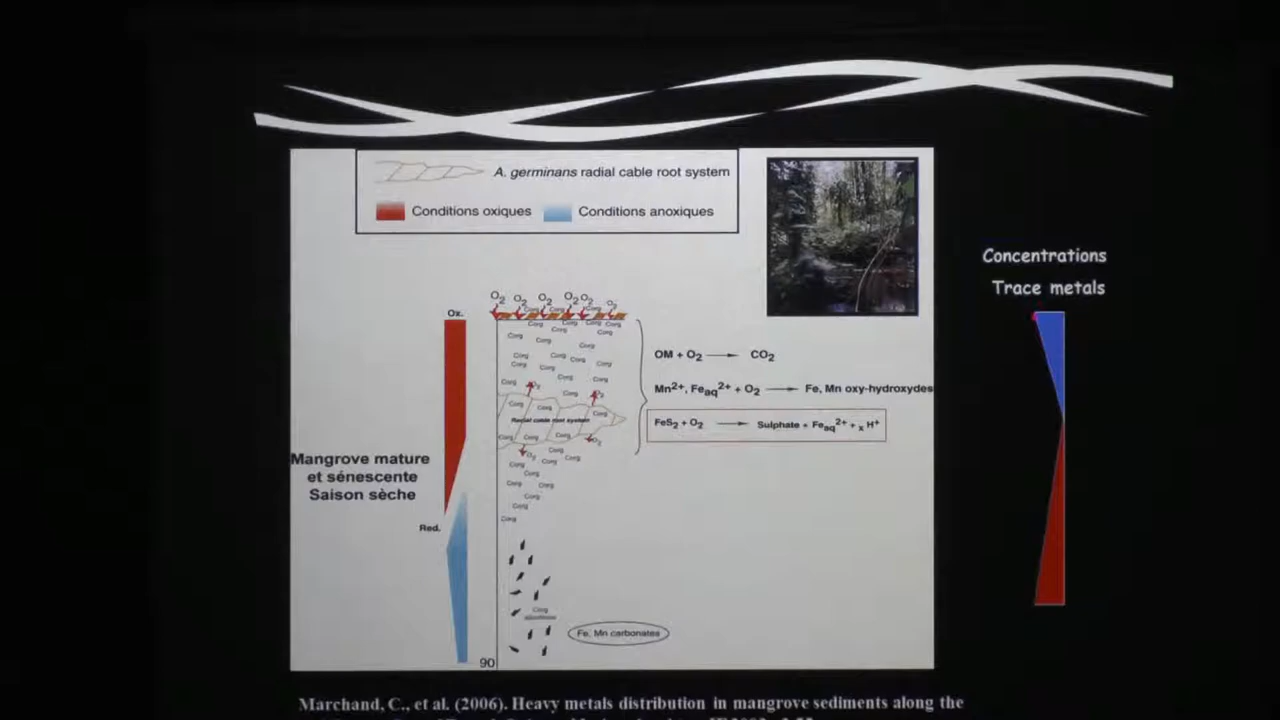 A. germinans radial cable root system
Conditions oxiques
Conditions anoxiques
Concentrations
Trace metals
O2 O2 O2 O2 O2 O2
Ox.
Corg
OM + O2 → CO2
Mn2+, Feaq2+ + O2 → Fe, Mn oxy-hydroxydes
Radial cable root system
FeS2 + O2 → Sulphate + Feaq2+ + x H+
Mangrove mature
et sénescente
Saison sèche
Red.
Corg
Fe, Mn carbonates
90
Marchand, C., et al. (2006). Heavy metals distribution in mangrove sediments along the